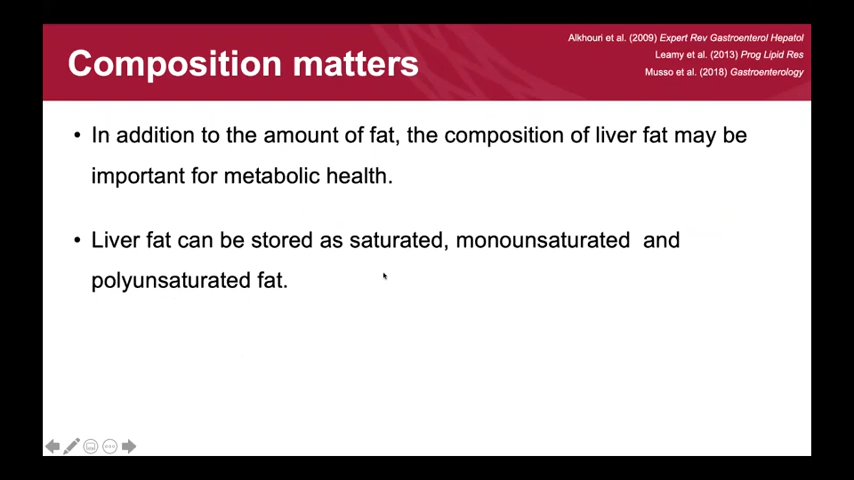 Composition matters
Alkhouri et al. (2009) Expert Rev Gastroenterol Hepatol
Leamy et al. (2013) Prog Lipid Res
Musso et al. (2018) Gastroenterology
• In addition to the amount of fat, the composition of liver fat may be
important for metabolic health.
• Liver fat can be stored as saturated, monounsaturated  and
polyunsaturated fat.